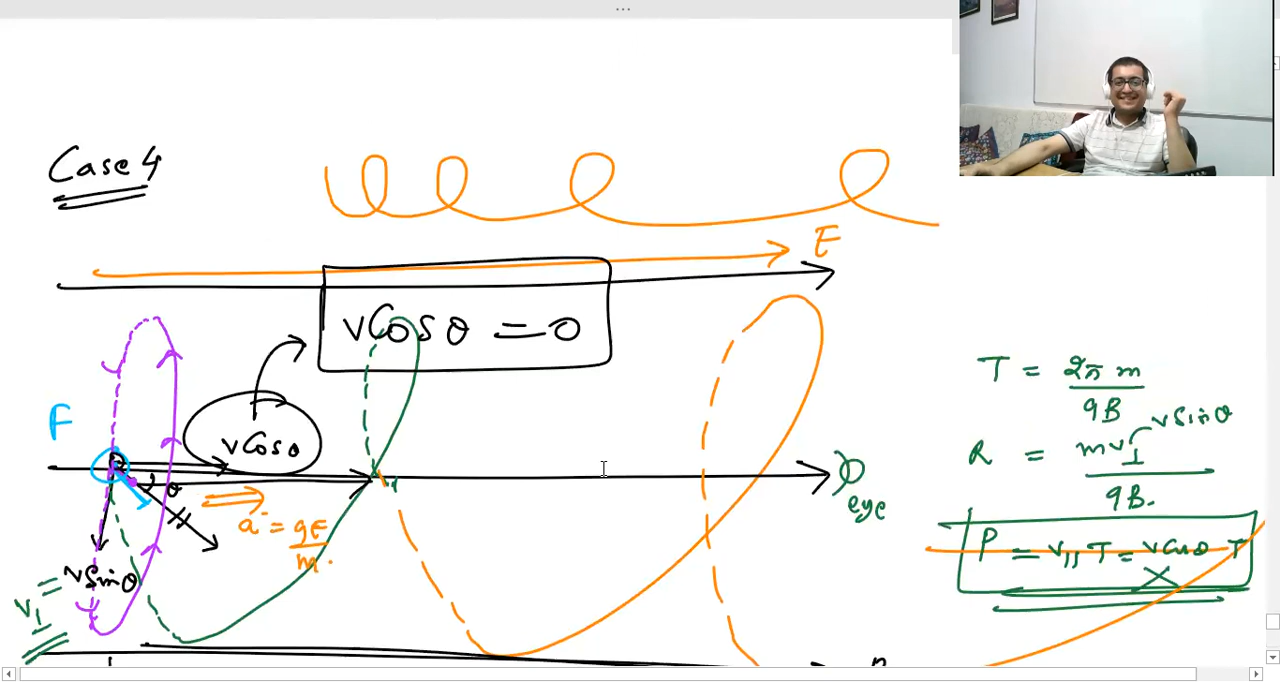 Case 4
E
vCosθ = 0
F
vCosθ
θ
eye
a = qE/m.
v⊥ = vSinθ
T = 2πm/qB
R = mv⊥/qB.
vSinθ
P = v∥ T = vCosθ T